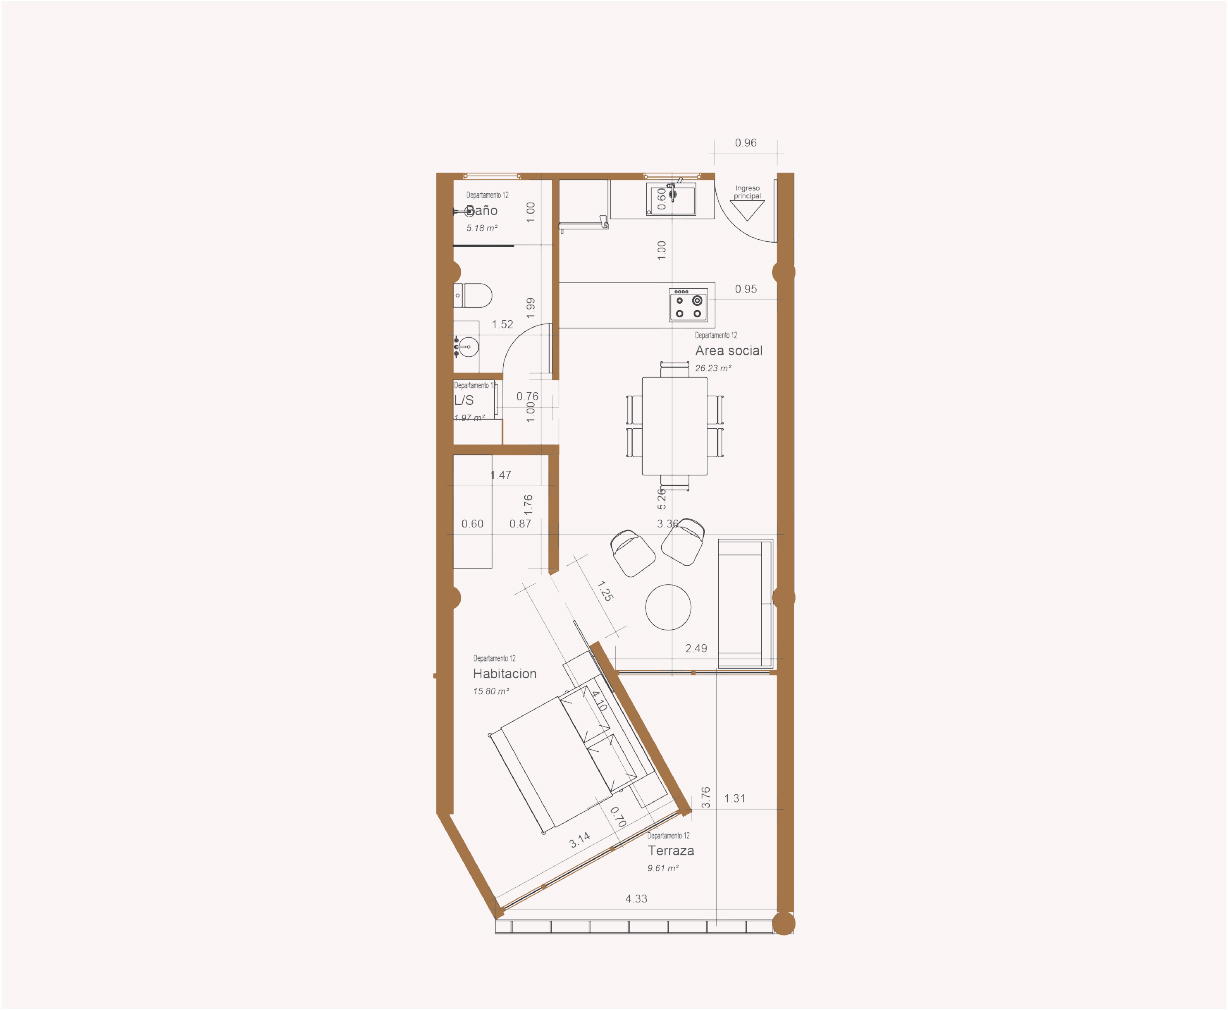 0.96
Ingreso
principal
Departamento 12
Baño
5.18 m²
1.00
0.60
1.00
0.95
1.99
1.52
Departamento 12
Area social
26.23 m²
Departamento 12
L/S
1.97 m²
0.76
1.00
1.47
1.76
0.60
0.87
5.26
3.36
1.25
2.49
Departamento 12
Habitacion
15.80 m²
4.10
3.76
1.31
0.70
3.14
Departamento 12
Terraza
9.61 m²
4.33